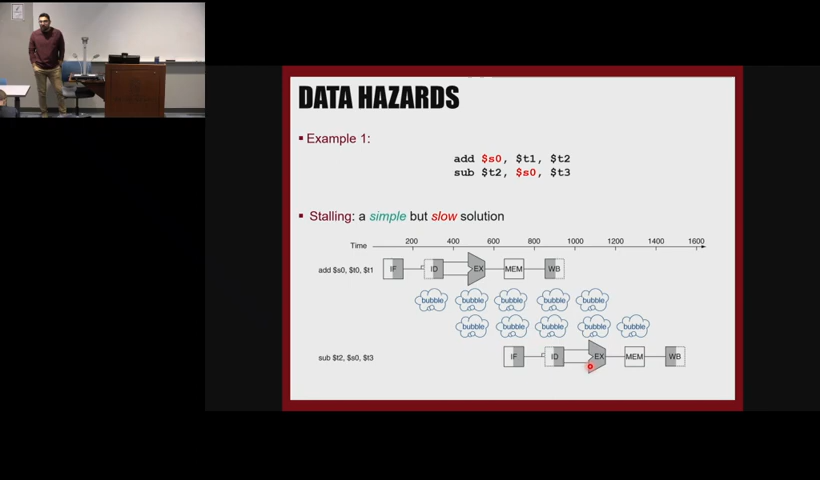 DATA HAZARDS
▪ Example 1:
add $s0, $t1, $t2
sub $t2, $s0, $t3
▪ Stalling: a simple but slow solution
Time 200 400 600 800 1000 1200 1400 1600
add $s0, $t0, $t1 IF ID EX MEM WB
bubble bubble bubble bubble bubble
bubble bubble bubble bubble bubble
sub $t2, $s0, $t3 IF ID EX MEM WB